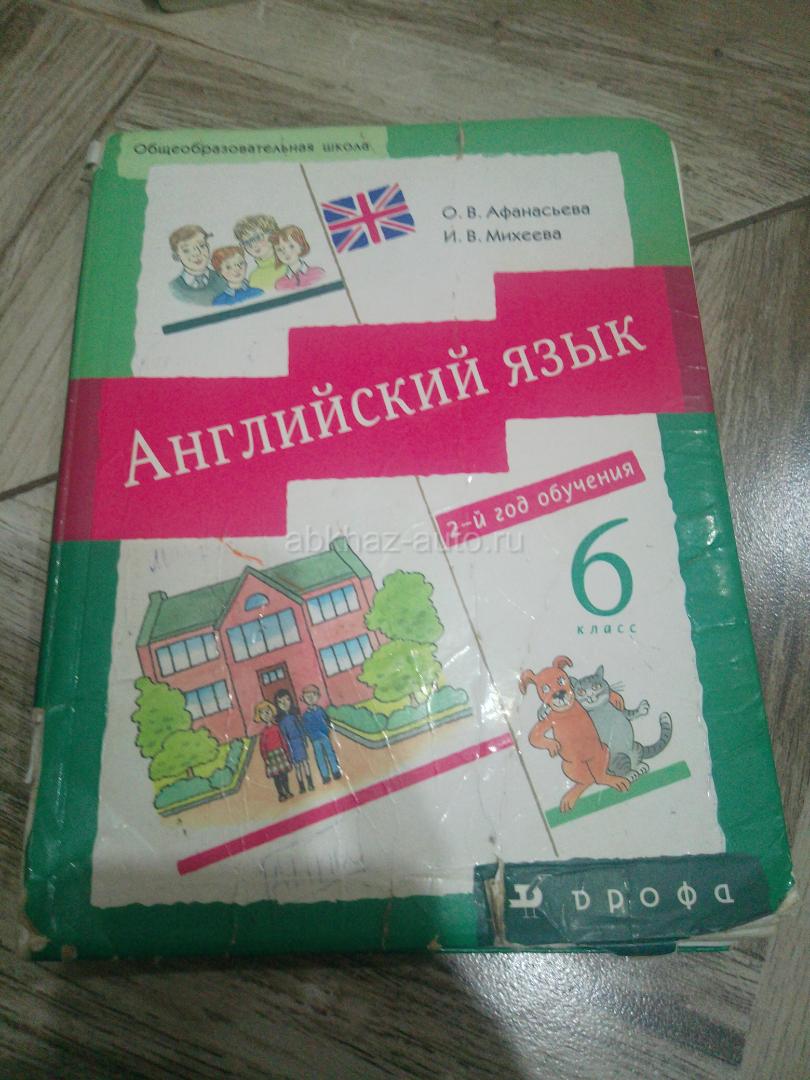 Общеобразовательная школа
О. В. Афанасьева
И. В. Михеева
Английский язык
2-й год обучения
abkhaz-auto.ru
6
класс
дрофа